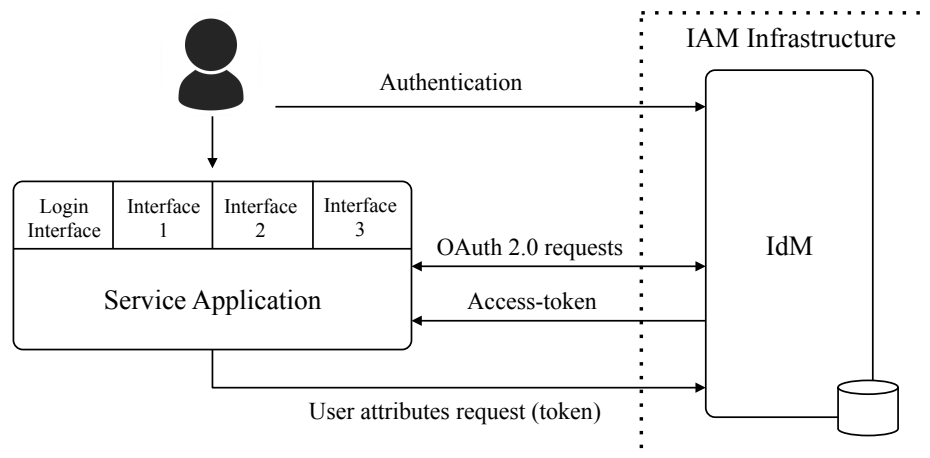 IAM Infrastructure
Authentication
Login
Interface
Interface
1
Interface
2
Interface
3
OAuth 2.0 requests
IdM
Service Application
Access-token
User attributes request (token)